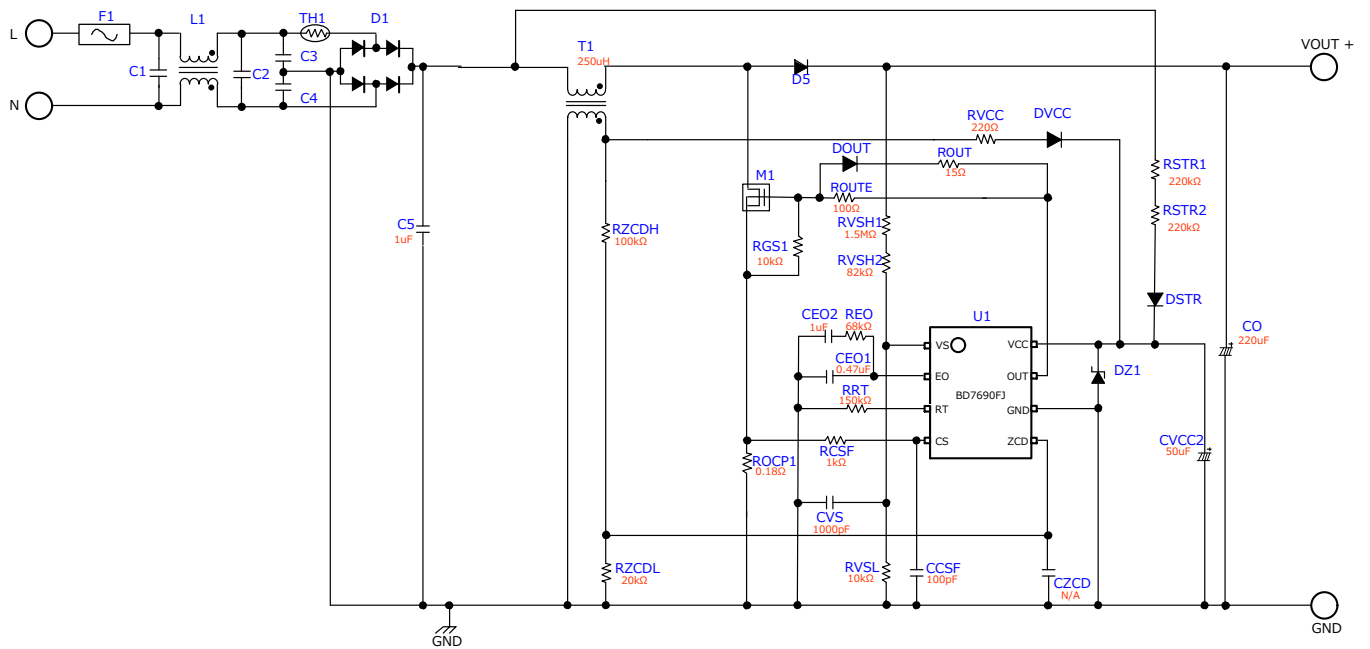 F1
L1
TH1
D1
L
N
C1
C2
C3
C4
T1
250uH
D5
VOUT +
RVCC
220Ω
DVCC
DOUT
ROUT
15Ω
M1
ROUTE
100Ω
RSTR1
220kΩ
RSTR2
220kΩ
C5
1uF
RZCDH
100kΩ
RGS1
10kΩ
RVSH1
1.5MΩ
RVSH2
82kΩ
DSTR
CEO2
1uF
REO
68kΩ
U1
CO
220uF
VS
VCC
CEO1
0.47uF
EO
OUT
DZ1
RRT
150kΩ
BD7690FJ
RT
GND
CS
ZCD
RCSF
1kΩ
ROCP1
0.18Ω
CVCC2
50uF
CVS
1000pF
RZCDL
20kΩ
RVSL
10kΩ
CCSF
100pF
CZCD
N/A
GND
GND